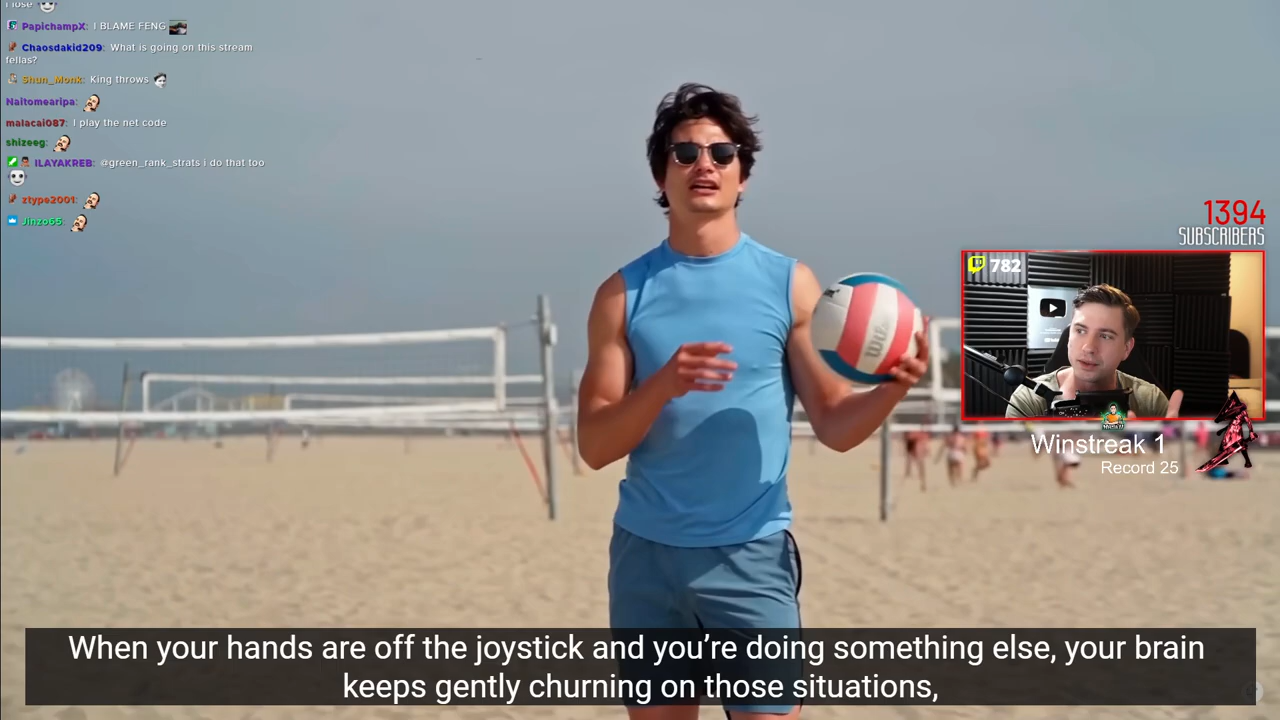 i lose
PapichampX: I BLAME FENG
Chaosdakid209: What is going on this stream
fellas?
Shun_Monk: King throws
Naitomearipa:
malacai087: I play the net code
shizeeg:
ILAYAKREB: @green_rank_strats i do that too
ztype2001:
Jinzo65:
1394
SUBSCRIBERS
782
Wilson
Winstreak 1
Record 25
When your hands are off the joystick and you're doing something else, your brain
keeps gently churning on those situations,